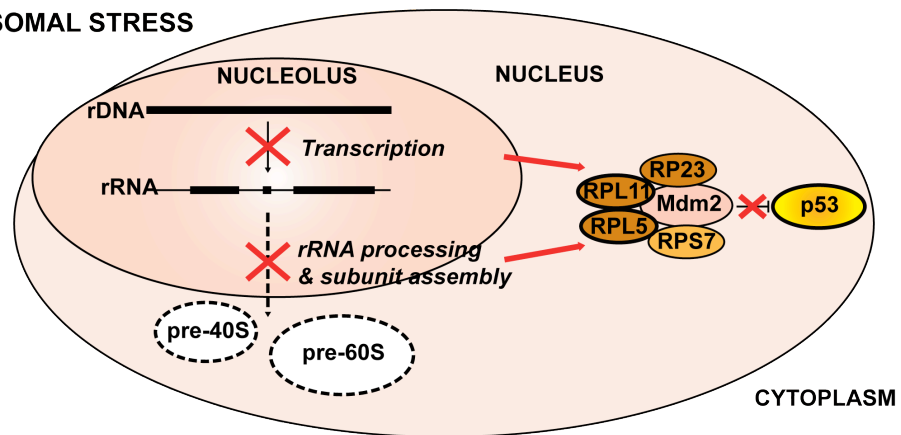 SOMAL STRESS
NUCLEOLUS
NUCLEUS
rDNA
Transcription
rRNA
RP23
RPL11
Mdm2
p53
RPL5
RPS7
rRNA processing
& subunit assembly
pre-40S
pre-60S
CYTOPLASM